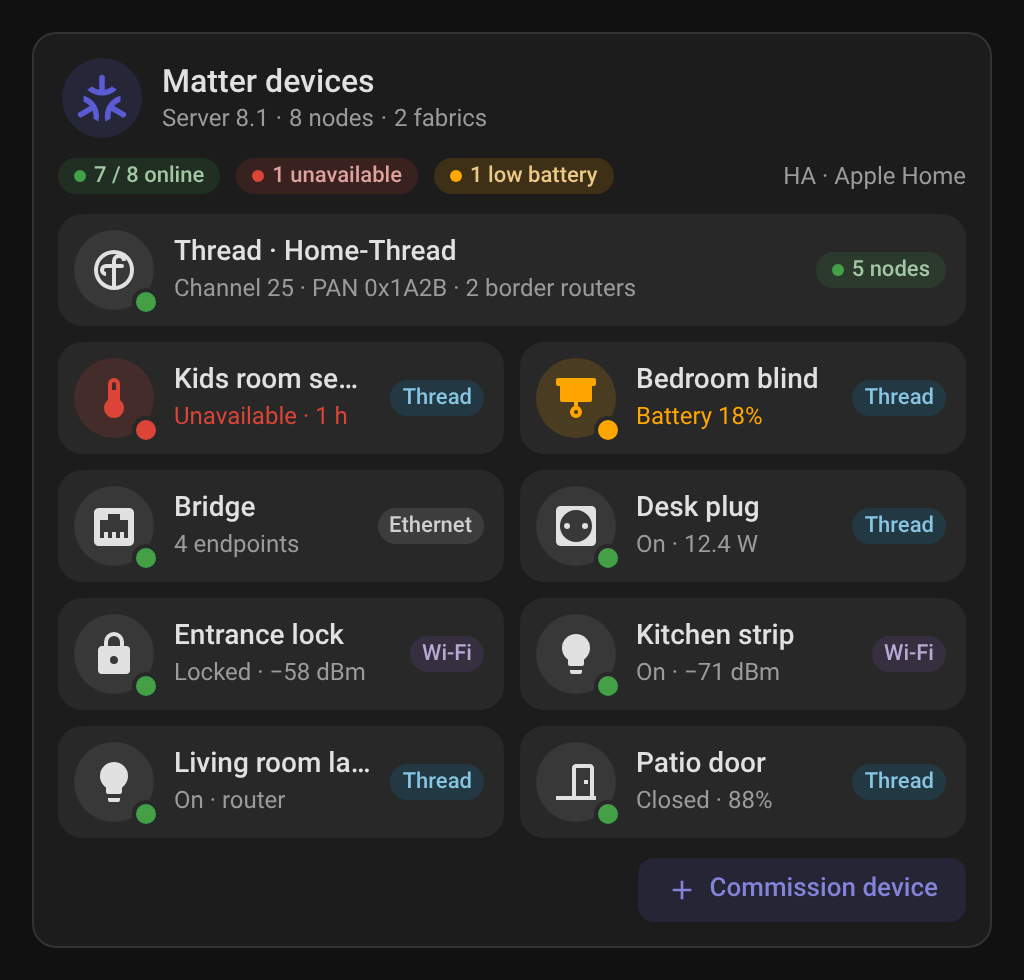 Matter devices
Server 8.1 · 8 nodes · 2 fabrics
7 / 8 online
1 unavailable
1 low battery
HA · Apple Home
Thread · Home-Thread
Channel 25 · PAN 0x1A2B · 2 border routers
5 nodes
Kids room se…
Unavailable · 1 h
Thread
Bedroom blind
Battery 18%
Thread
Bridge
4 endpoints
Ethernet
Desk plug
On · 12.4 W
Thread
Entrance lock
Locked · −58 dBm
Wi-Fi
Kitchen strip
On · −71 dBm
Wi-Fi
Living room la…
On · router
Thread
Patio door
Closed · 88%
Thread
+ Commission device